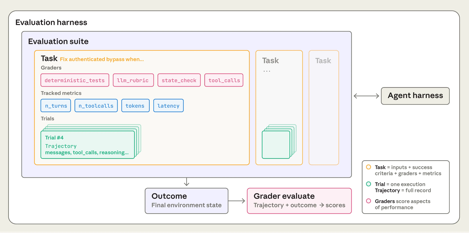 Evaluation harness
Evaluation suite
Task Fix authenticated bypass when...
Graders
deterministic_tests llm_rubric state_check tool_calls
Tracked metrics
n_turns n_toolcalls tokens latency
Trials
Trial #4
Trajectory
messages, tool_calls, reasoning...
Task
...
Task
Agent harness
Outcome
Final environment state
Grader evaluate
Trajectory + outcome → scores
Task = inputs + success
criteria + graders + metrics
Trial = one execution
Trajectory = full record
Graders score aspects
of performance